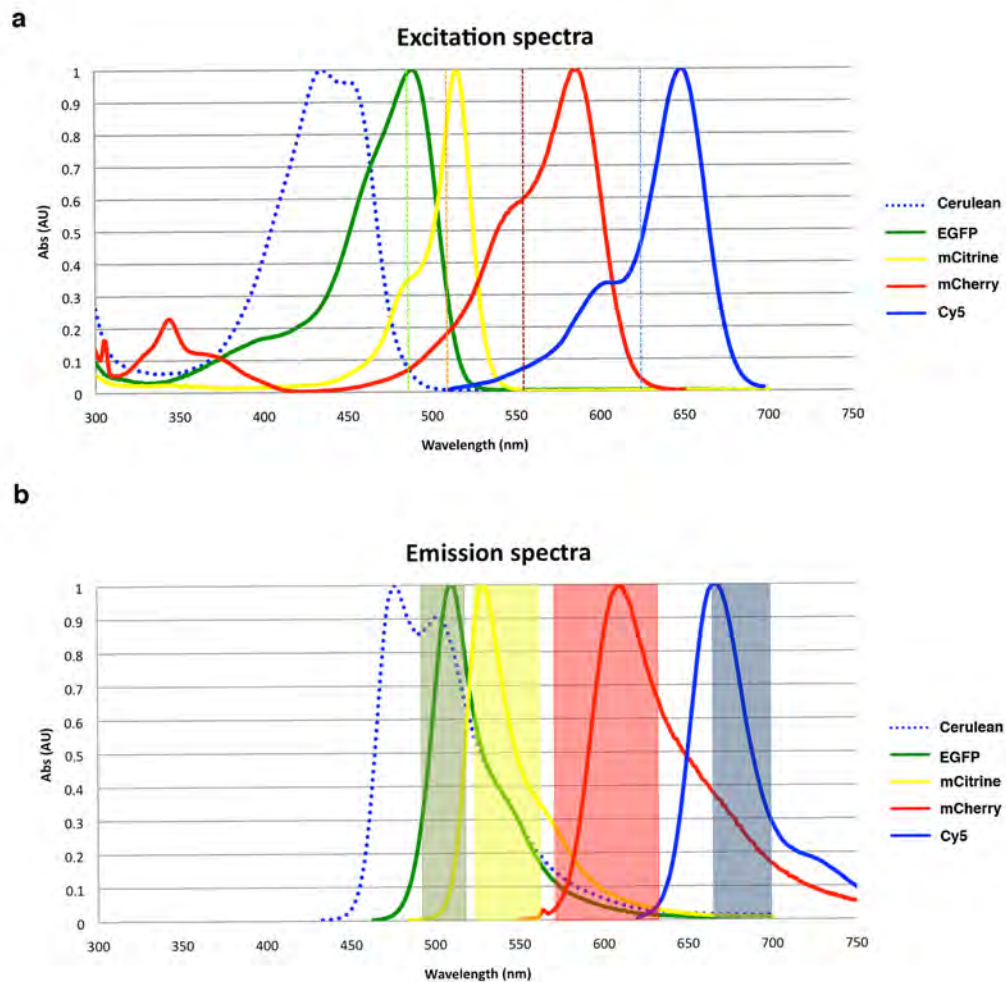 a
Excitation spectra
1
0,9
0,8
0,7
0,6
0,5
0,4
0,3
0,2
0,1
0
Abs (AU)
300 350 400 450 500 550 600 650 700 750
Wavelength (nm)
Cerulean
EGFP
mCitrine
mCherry
Cy5
b
Emission spectra
1
0.9
0.8
0.7
0.6
0.5
0.4
0.3
0.2
0.1
0
Abs (AU)
300 350 400 450 500 550 600 650 700 750
Wavelength (nm)
Cerulean
EGFP
mCitrine
mCherry
Cy5